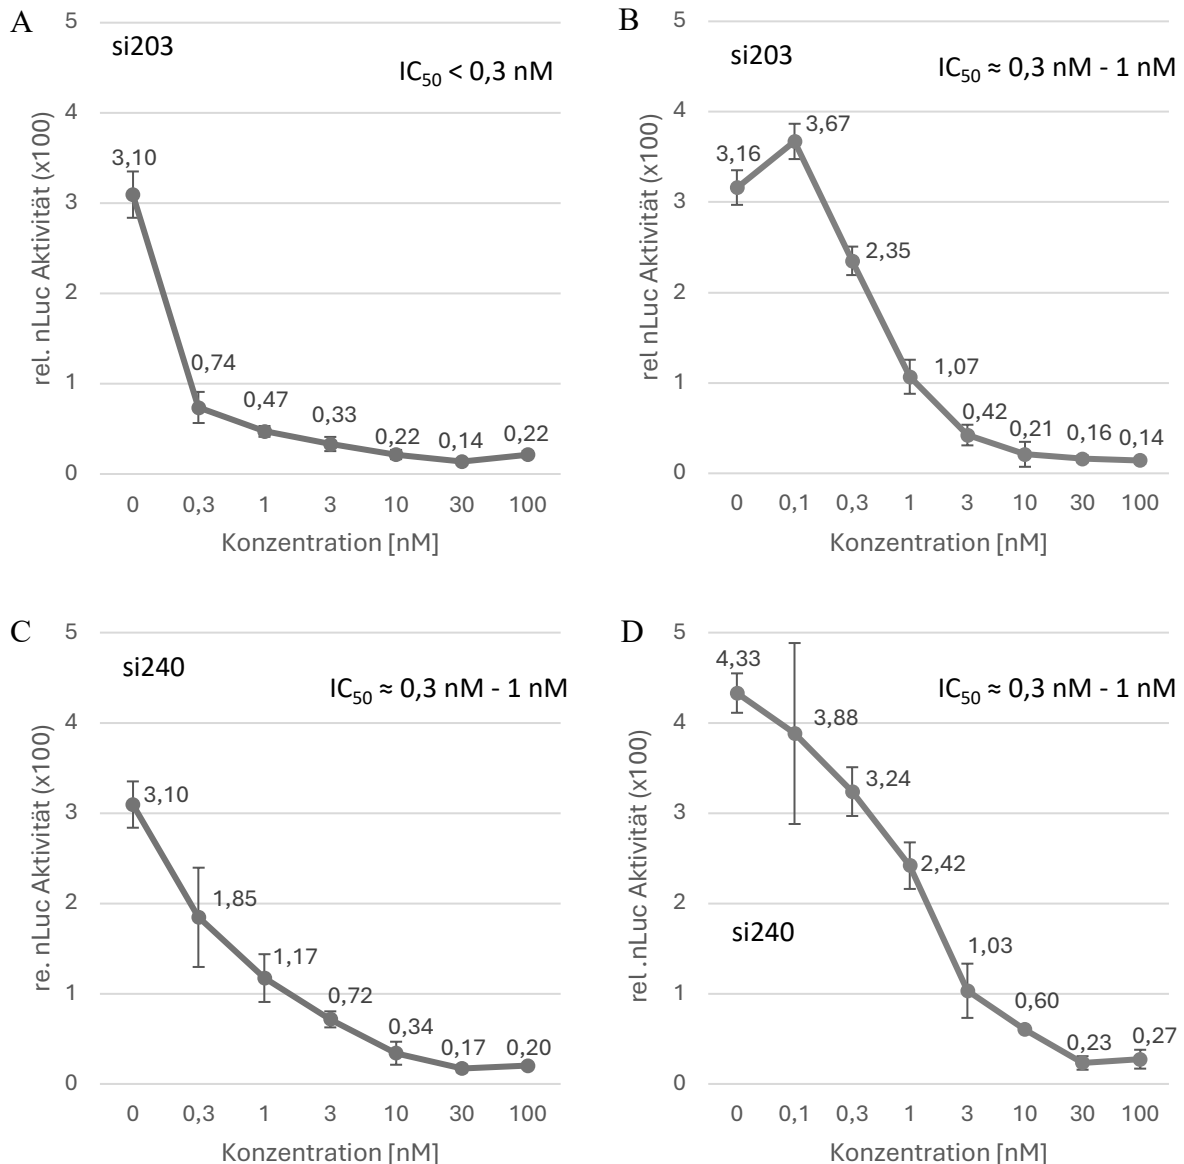 A
si203
IC50 < 0,3 nM
rel. nLuc Aktivität (x100)
5
4
3
2
1
0
3,10
0,74
0,47
0,33
0,22
0,14
0,22
0 0,3 1 3 10 30 100
Konzentration [nM]
B
si203
IC50 ≈ 0,3 nM - 1 nM
rel nLuc Aktivität (x100)
5
4
3
2
1
0
3,16
3,67
2,35
1,07
0,42
0,21
0,16
0,14
0 0,1 0,3 1 3 10 30 100
Konzentration [nM]
C
si240
IC50 ≈ 0,3 nM - 1 nM
re. nLuc Aktivität (x100)
5
4
3
2
1
0
3,10
1,85
1,17
0,72
0,34
0,17
0,20
0 0,3 1 3 10 30 100
Konzentration [nM]
D
IC50 ≈ 0,3 nM - 1 nM
si240
rel .nLuc Aktivität (x100)
5
4
3
2
1
0
4,33
3,88
3,24
2,42
1,03
0,60
0,23
0,27
0 0,1 0,3 1 3 10 30 100
Konzentration [nM]